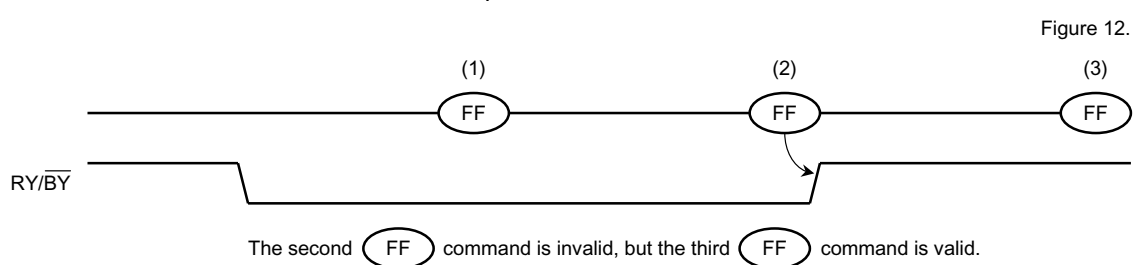 Figure 12.
(1) (2) (3)
FF FF FF
RY/BY
The second FF command is invalid, but the third FF command is valid.